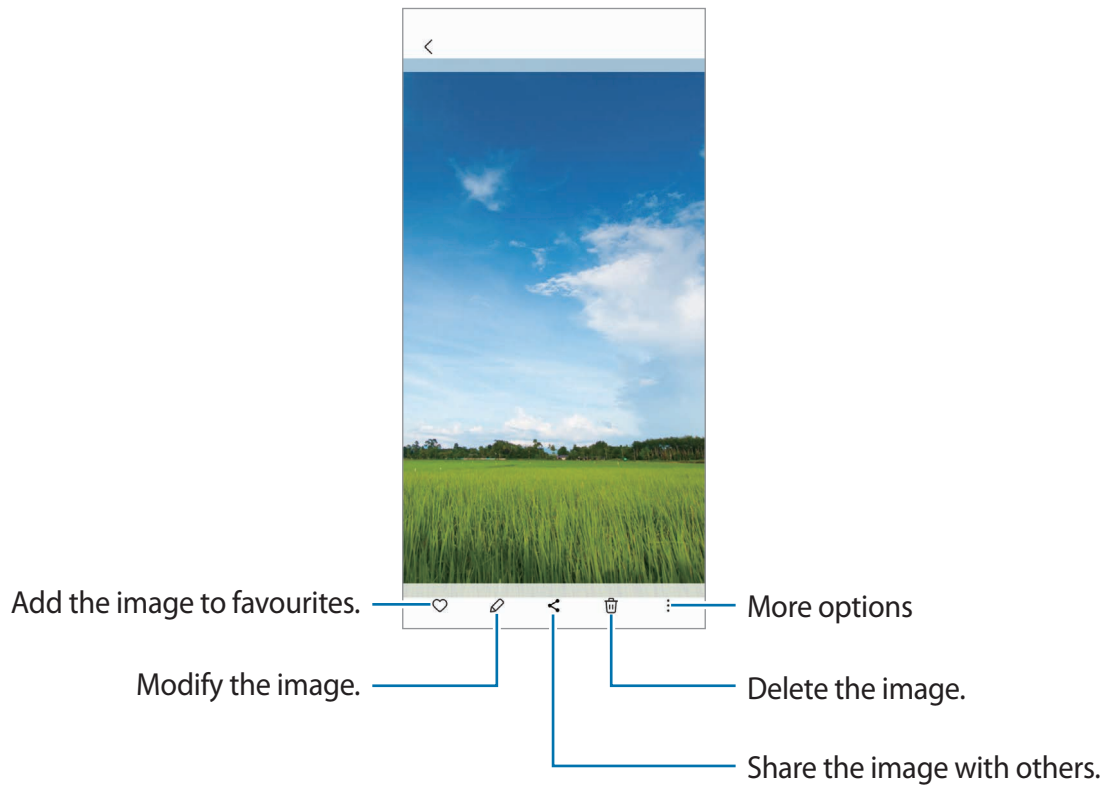 Add the image to favourites.
More options
Modify the image.
Delete the image.
Share the image with others.